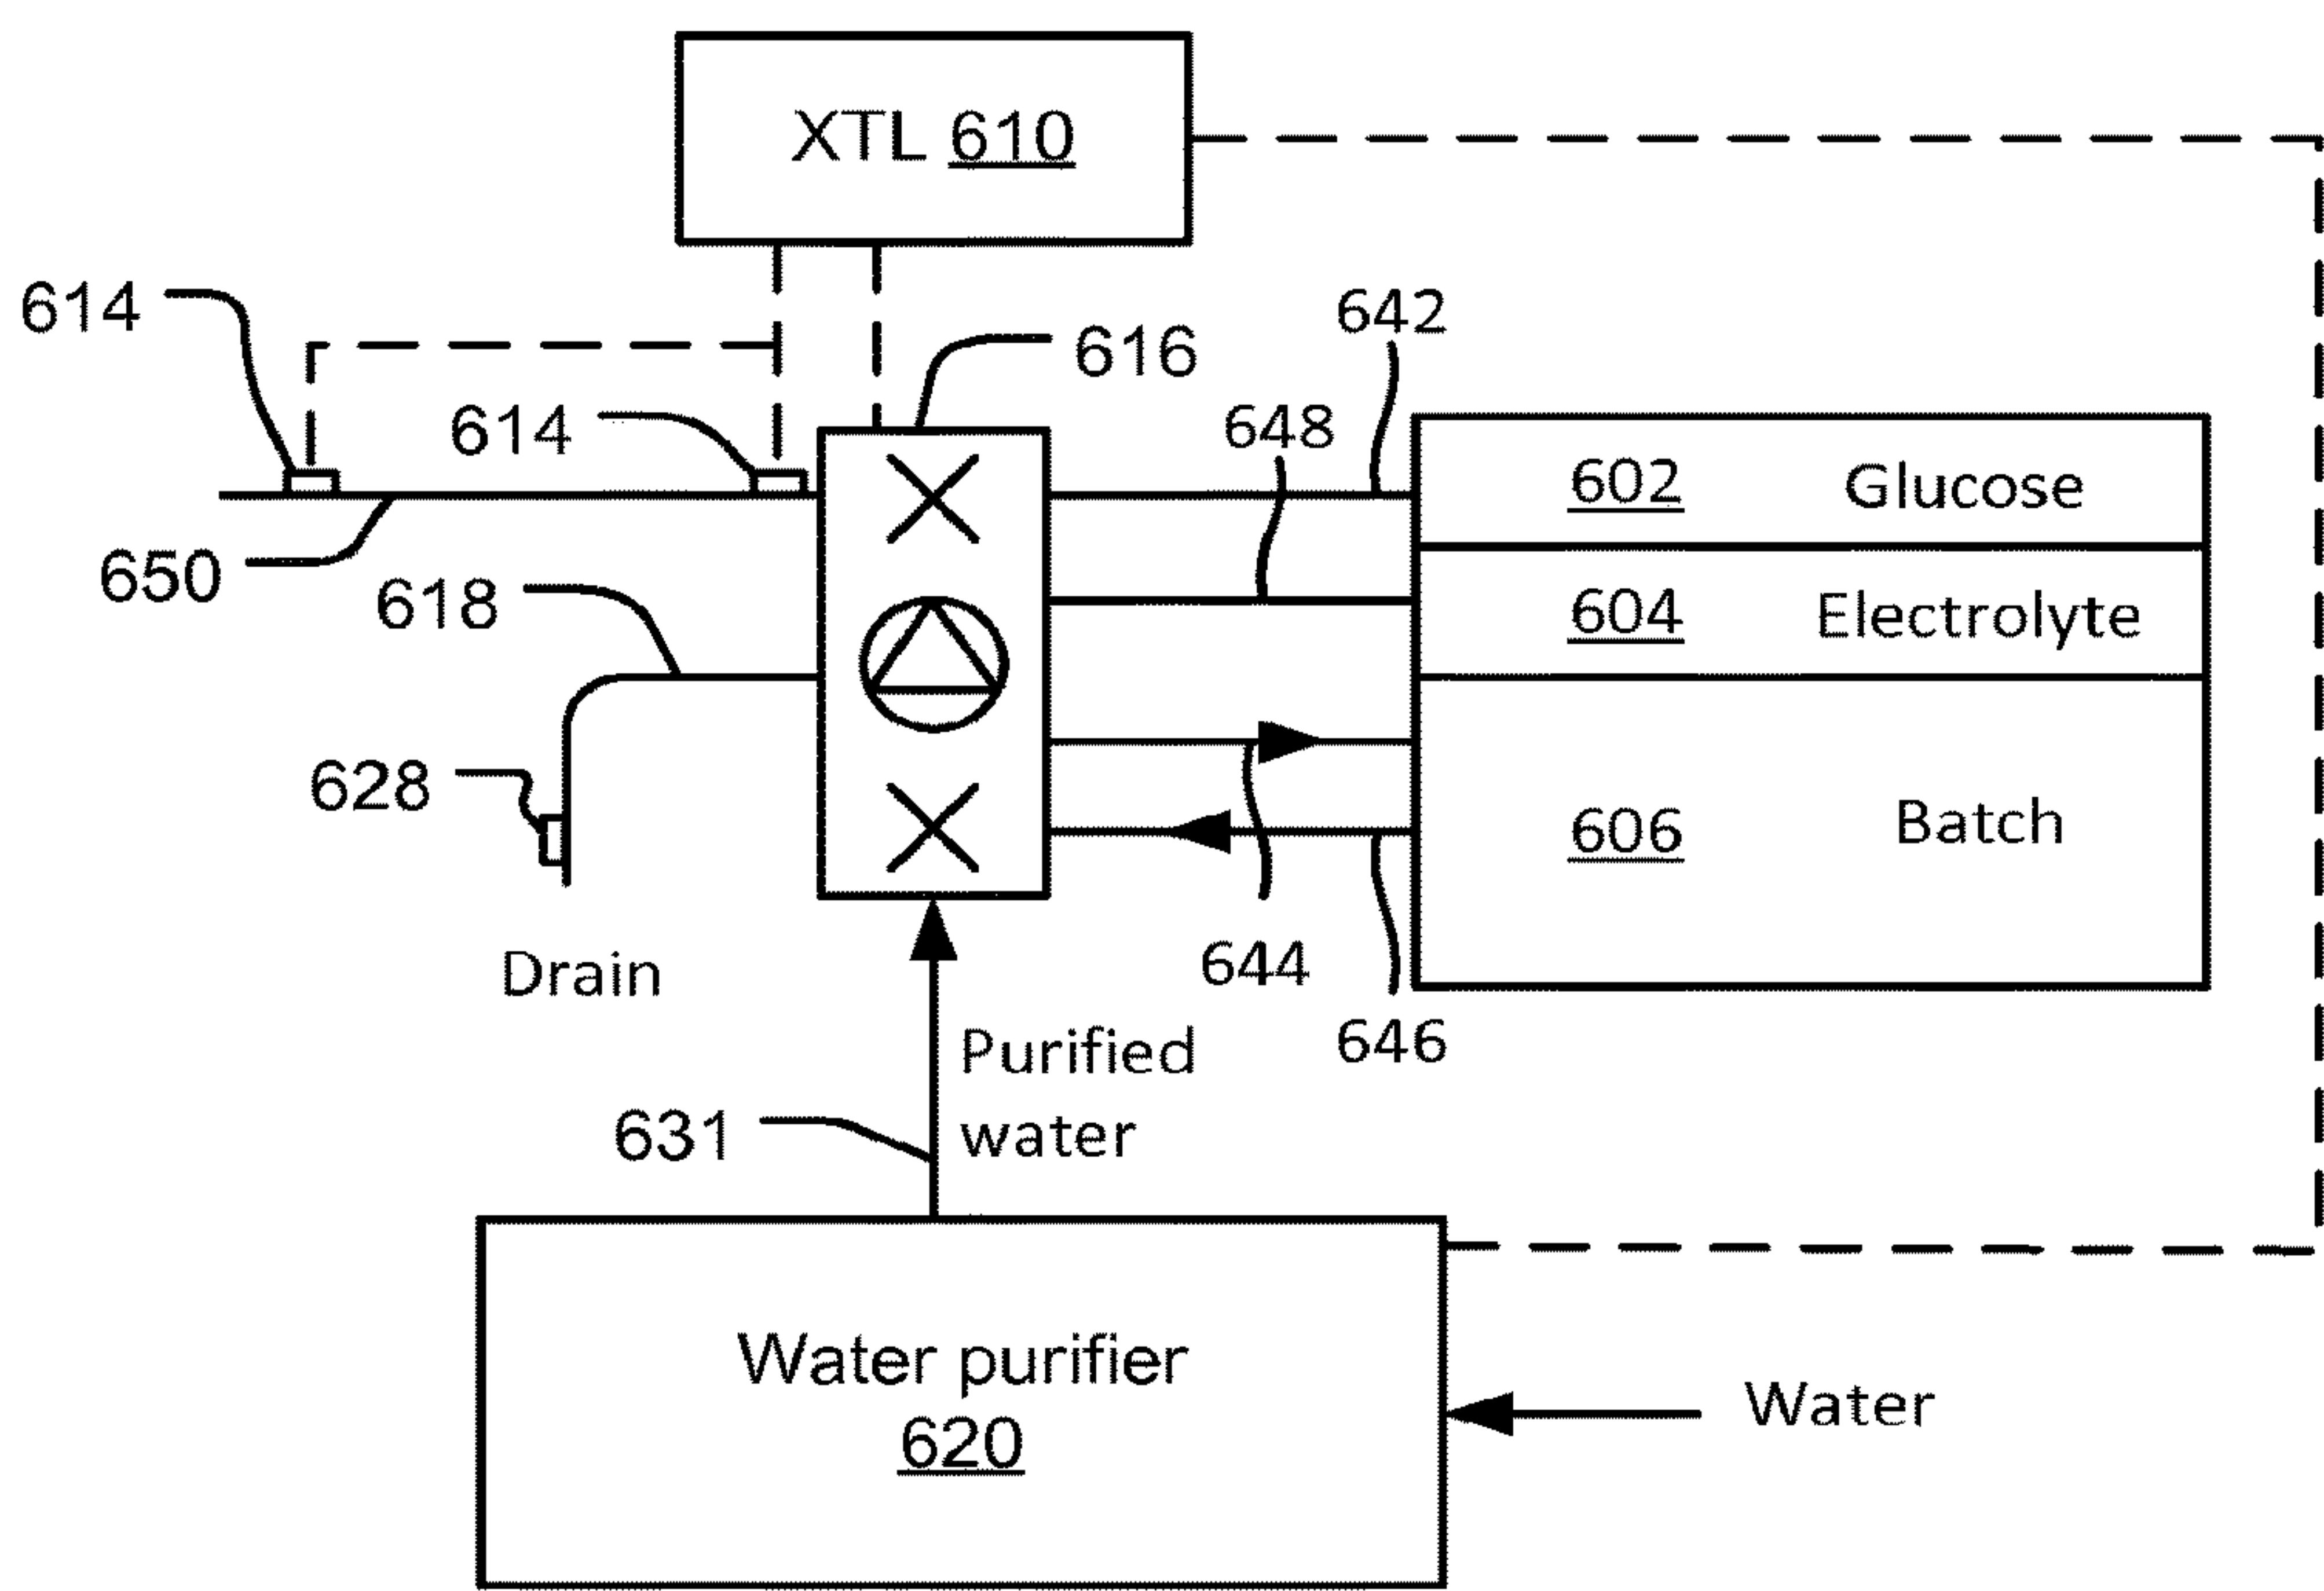 XTL 610
614
642
616
614
648
602 Glucose
650
618
604 Electrolyte
628
606 Batch
Drain
644
646
Purified
water
631
Water purifier
620
Water